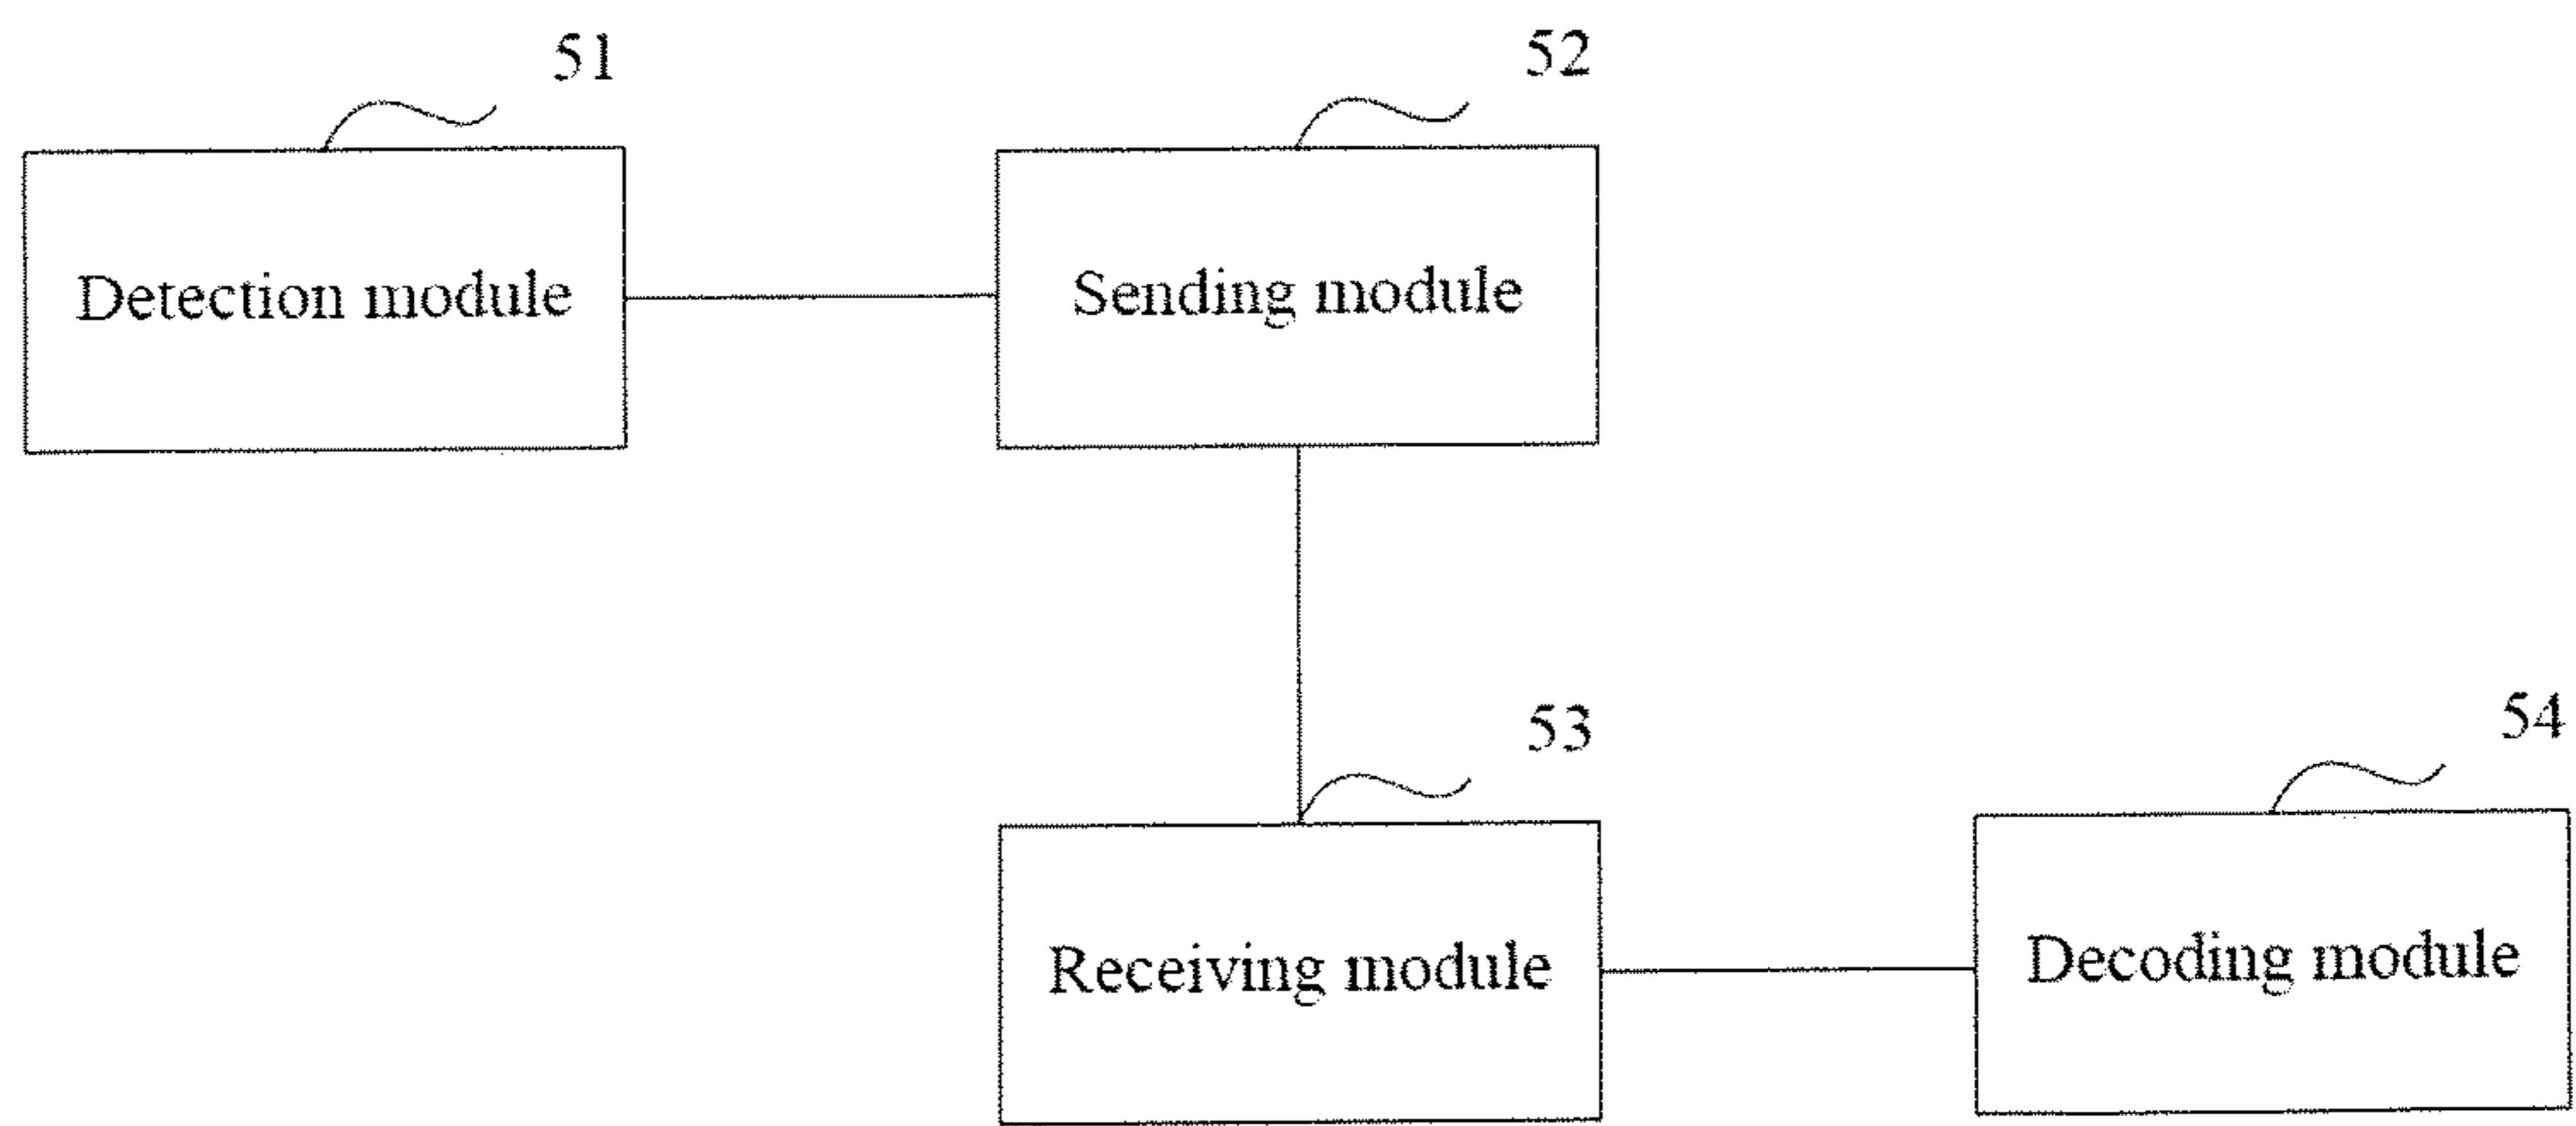 51
52
Detection module
Sending module
53
54
Receiving module
Decoding module